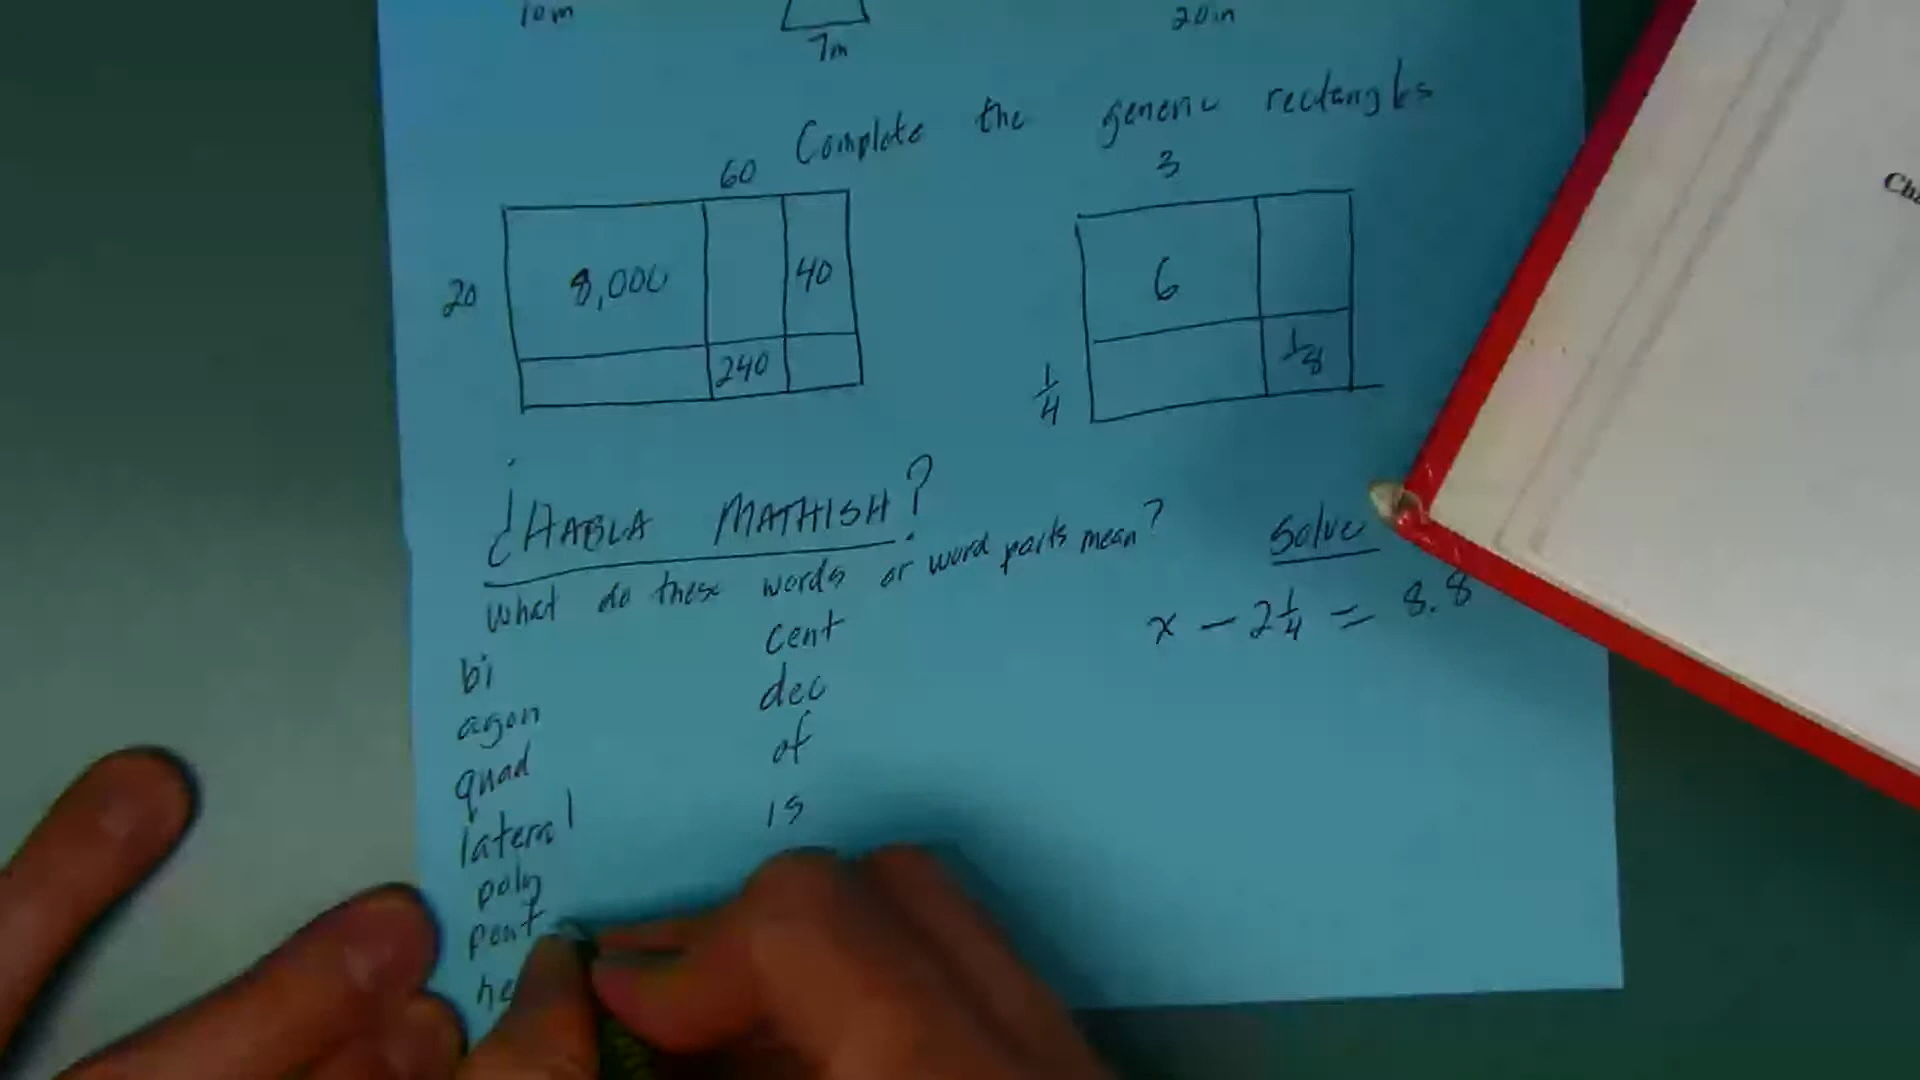 10m 7m 20in
Complete the generic rectangles
60 3
20 8,000 40 6
240 1/4 1/8
¿HABLA MATHISH?
What do these words or word parts mean?
Solve
x - 2 1/4 = 8.8
bi cent
agon dec
quad of
lateral is
poly
pent